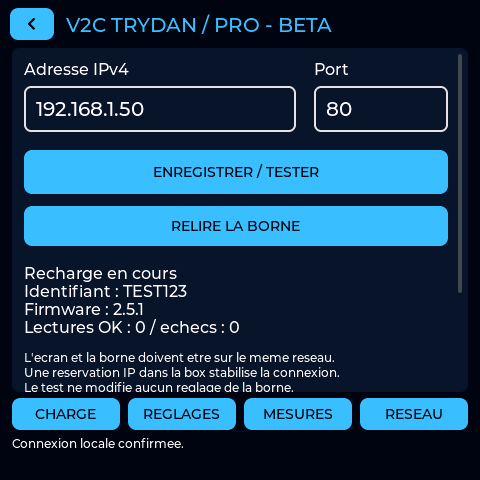 V2C TRYDAN / PRO - BETA
Adresse IPv4
Port
192.168.1.50
80
ENREGISTRER / TESTER
RELIRE LA BORNE
Recharge en cours
Identifiant : TEST123
Firmware : 2.5.1
Lectures OK : 0 / echecs : 0
L'ecran et la borne doivent etre sur le meme reseau.
Une reservation IP dans la box stabilise la connexion.
Le test ne modifie aucun reglage de la borne.
CHARGE
REGLAGES
MESURES
RESEAU
Connexion locale confirmee.